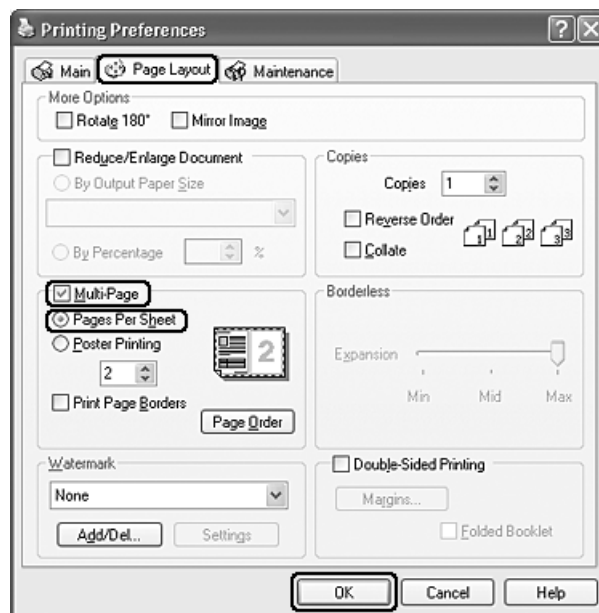 Printing Preferences
Main
Page Layout
Maintenance
More Options
Rotate 180°
Mirror Image
Reduce/Enlarge Document
By Output Paper Size
By Percentage
%
Copies
Copies
1
Reverse Order
Collate
1 1 2 2 3 3
Multi-Page
Pages Per Sheet
Poster Printing
2
2
Print Page Borders
Page Order
Borderless
Expansion
Min Mid Max
Watermark
None
Add/Del...
Settings
Double-Sided Printing
Margins...
Folded Booklet
OK
Cancel
Help